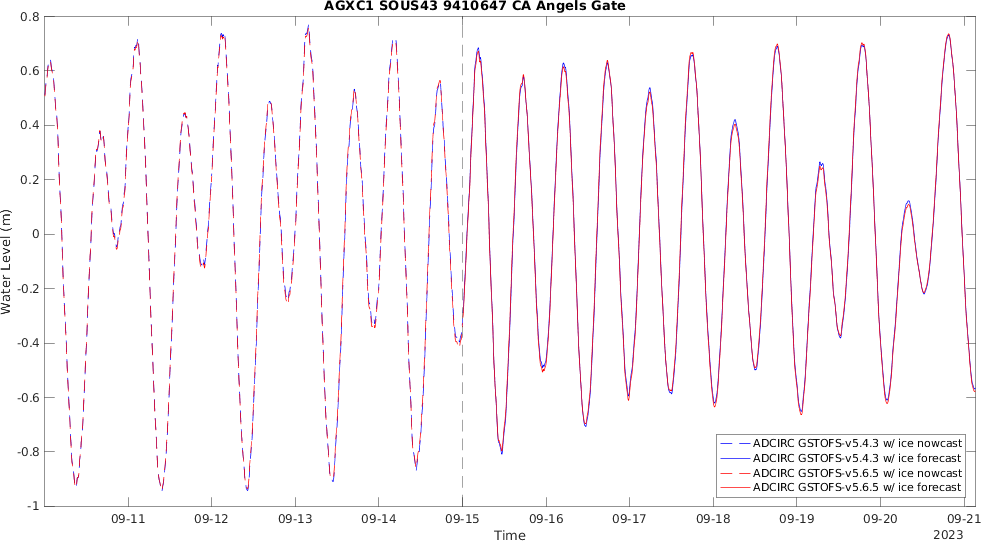 AGXC1 SOUS43 9410647 CA Angels Gate
0.8
0.6
0.4
0.2
0
-0.2
-0.4
-0.6
-0.8
-1
Water Level (m)
ADCIRC GSTOFS-v5.4.3 w/ ice nowcast
ADCIRC GSTOFS-v5.4.3 w/ ice forecast
ADCIRC GSTOFS-v5.6.5 w/ ice nowcast
ADCIRC GSTOFS-v5.6.5 w/ ice forecast
09-11 09-12 09-13 09-14 09-15 09-16 09-17 09-18 09-19 09-20 09-21
Time
2023